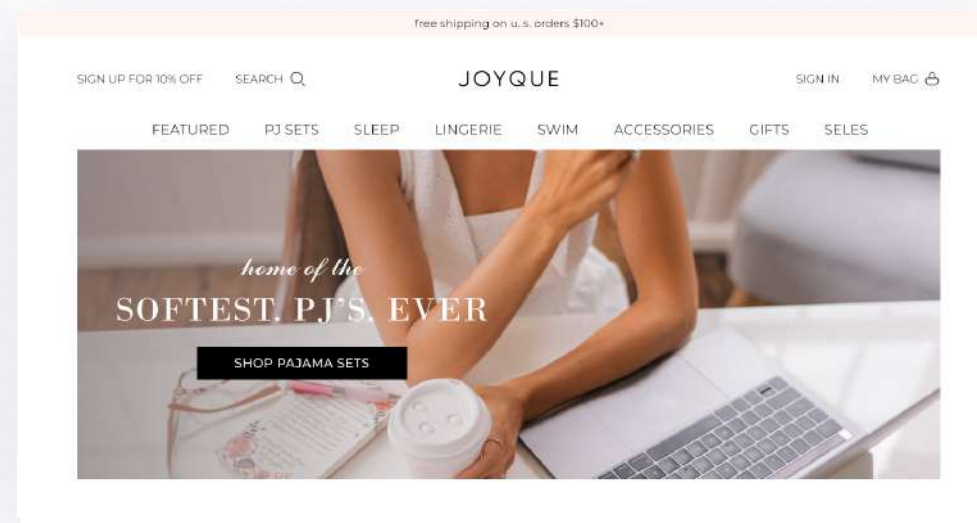 free shipping on u. s. orders $100+
SIGN UP FOR 10% OFF SEARCH JOYQUE SIGN IN MY BAG
FEATURED PJ SETS SLEEP LINGERIE SWIM ACCESSORIES GIFTS SELES
home of the
SOFTEST. PJ'S. EVER
SHOP PAJAMA SETS